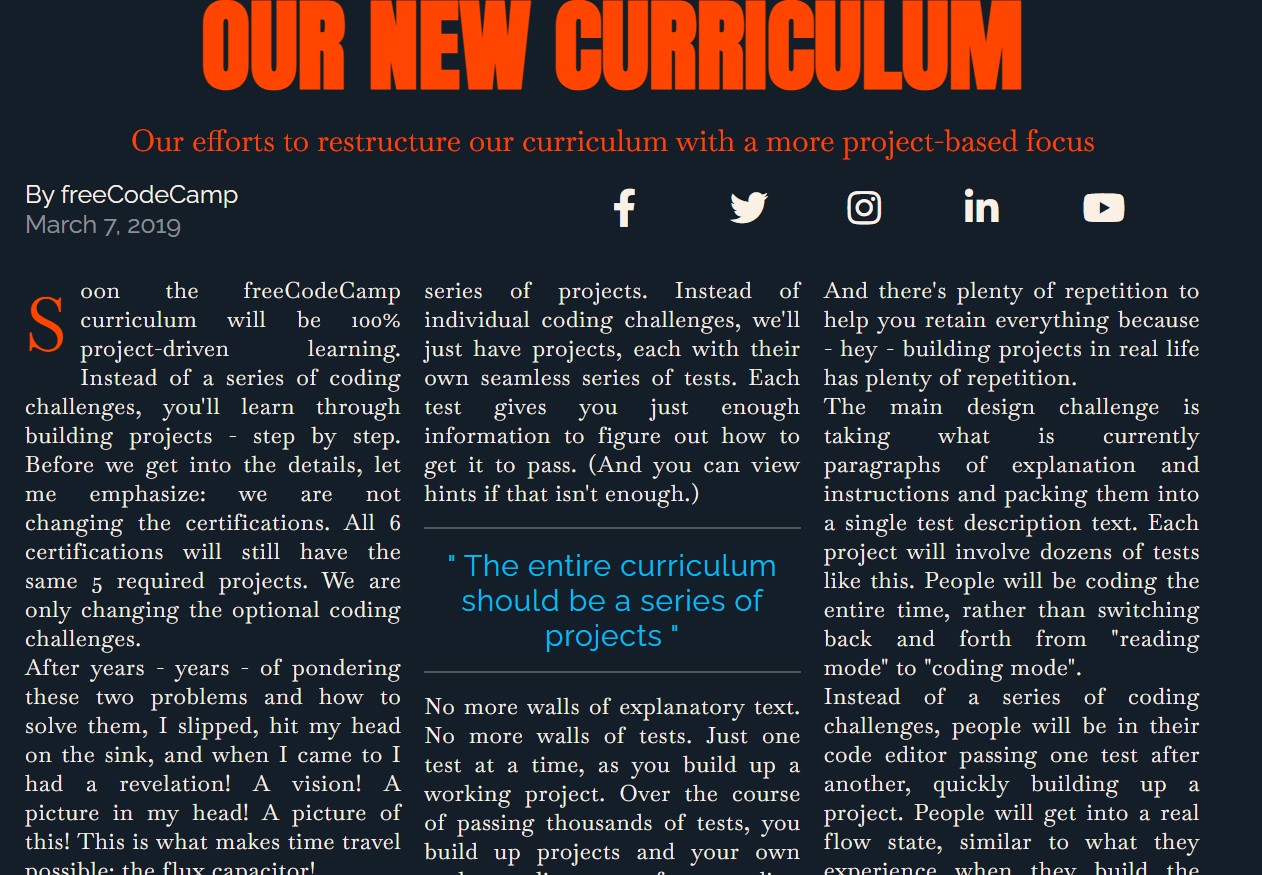 OUR NEW CURRICULUM
Our efforts to restructure our curriculum with a more project-based focus
By freeCodeCamp
March 7, 2019
Soon the freeCodeCamp
curriculum will be 100%
project-driven learning.
Instead of a series of coding
challenges, you'll learn through
building projects - step by step.
Before we get into the details, let
me emphasize: we are not
changing the certifications. All 6
certifications will still have the
same 5 required projects. We are
only changing the optional coding
challenges.
After years - years - of pondering
these two problems and how to
solve them, I slipped, hit my head
on the sink, and when I came to I
had a revelation! A vision! A
picture in my head! A picture of
this! This is what makes time travel
possible: the flux capacitor!
series of projects. Instead of
individual coding challenges, we'll
just have projects, each with their
own seamless series of tests. Each
test gives you just enough
information to figure out how to
get it to pass. (And you can view
hints if that isn't enough.)
" The entire curriculum
should be a series of
projects "
No more walls of explanatory text.
No more walls of tests. Just one
test at a time, as you build up a
working project. Over the course
of passing thousands of tests, you
build up projects and your own
And there's plenty of repetition to
help you retain everything because
- hey - building projects in real life
has plenty of repetition.
The main design challenge is
taking what is currently
paragraphs of explanation and
instructions and packing them into
a single test description text. Each
project will involve dozens of tests
like this. People will be coding the
entire time, rather than switching
back and forth from "reading
mode" to "coding mode".
Instead of a series of coding
challenges, people will be in their
code editor passing one test after
another, quickly building up a
project. People will get into a real
flow state, similar to what they
experience when they build the